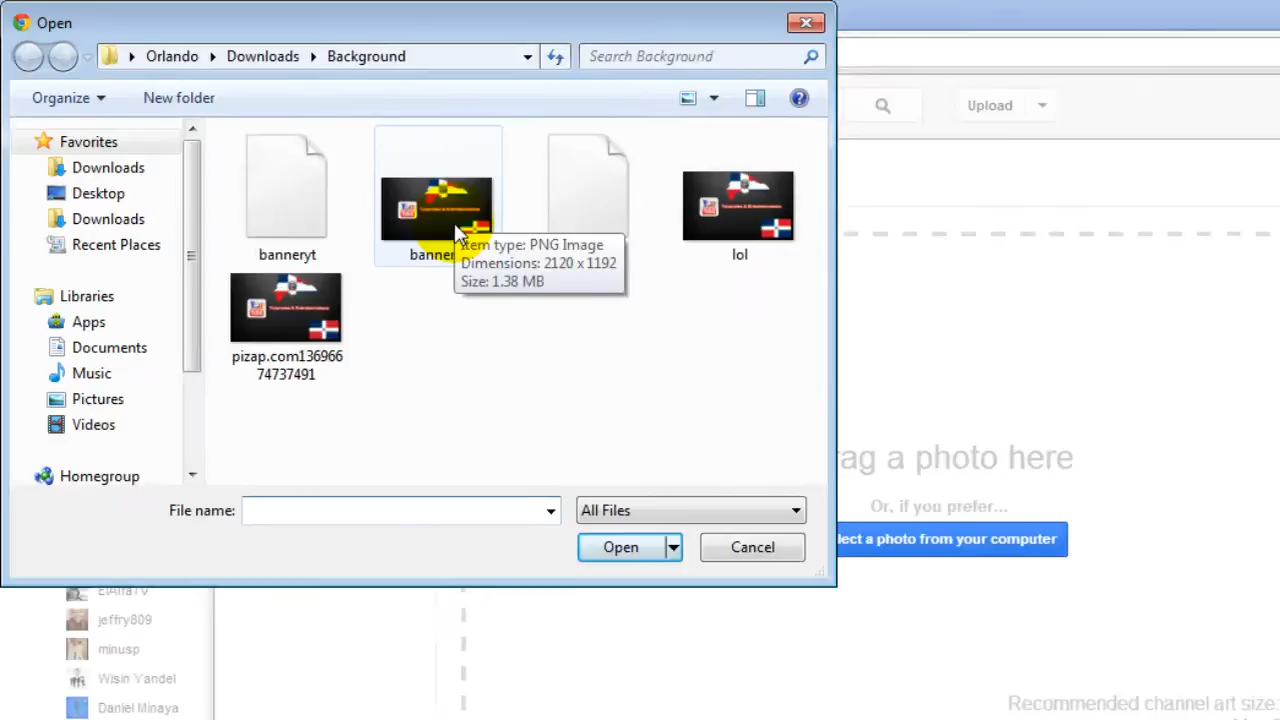 Open
Orlando Downloads Background
Search Background
Organize
New folder
Upload
Favorites
Downloads
Desktop
Downloads
Recent Places
Libraries
Apps
Documents
Music
Pictures
Videos
Homegroup
banneryt
banner
lol
Item type: PNG Image
Dimensions: 2120 x 1192
Size: 1.38 MB
pizap.com136966
74737491
rag a photo here
Or, if you prefer...
lect a photo from your computer
File name:
All Files
Open
Cancel
ElAlfaTV
jeffry809
minusp
Wisin Yandel
Daniel Minaya
Recommended channel art size: